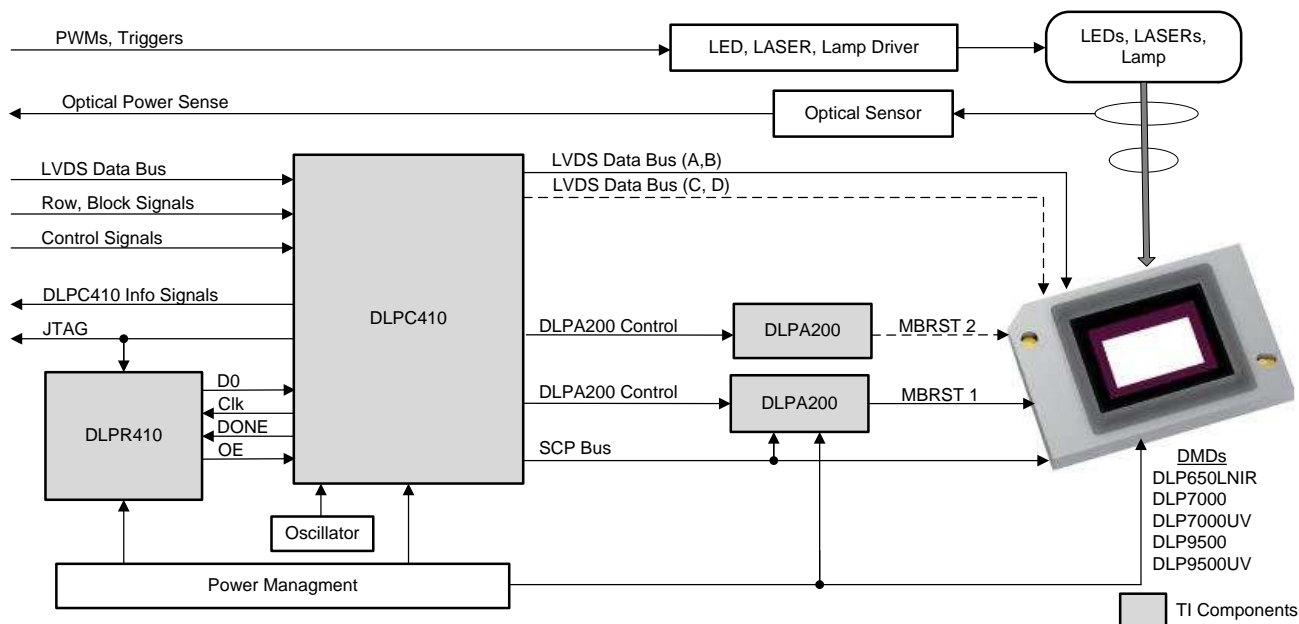 PWMs, Triggers
LED, LASER, Lamp Driver
LEDs, LASERs,
Lamp
Optical Power Sense
Optical Sensor
LVDS Data Bus
Row, Block Signals
Control Signals
DLPC410 Info Signals
JTAG
DLPC410
LVDS Data Bus (A,B)
LVDS Data Bus (C, D)
DLPA200 Control
DLPA200
MBRST 2
DLPA200 Control
DLPA200
MBRST 1
SCP Bus
DLPR410
D0
Clk
DONE
OE
Oscillator
Power Managment
DMDs
DLP650LNIR
DLP7000
DLP7000UV
DLP9500
DLP9500UV
TI Components